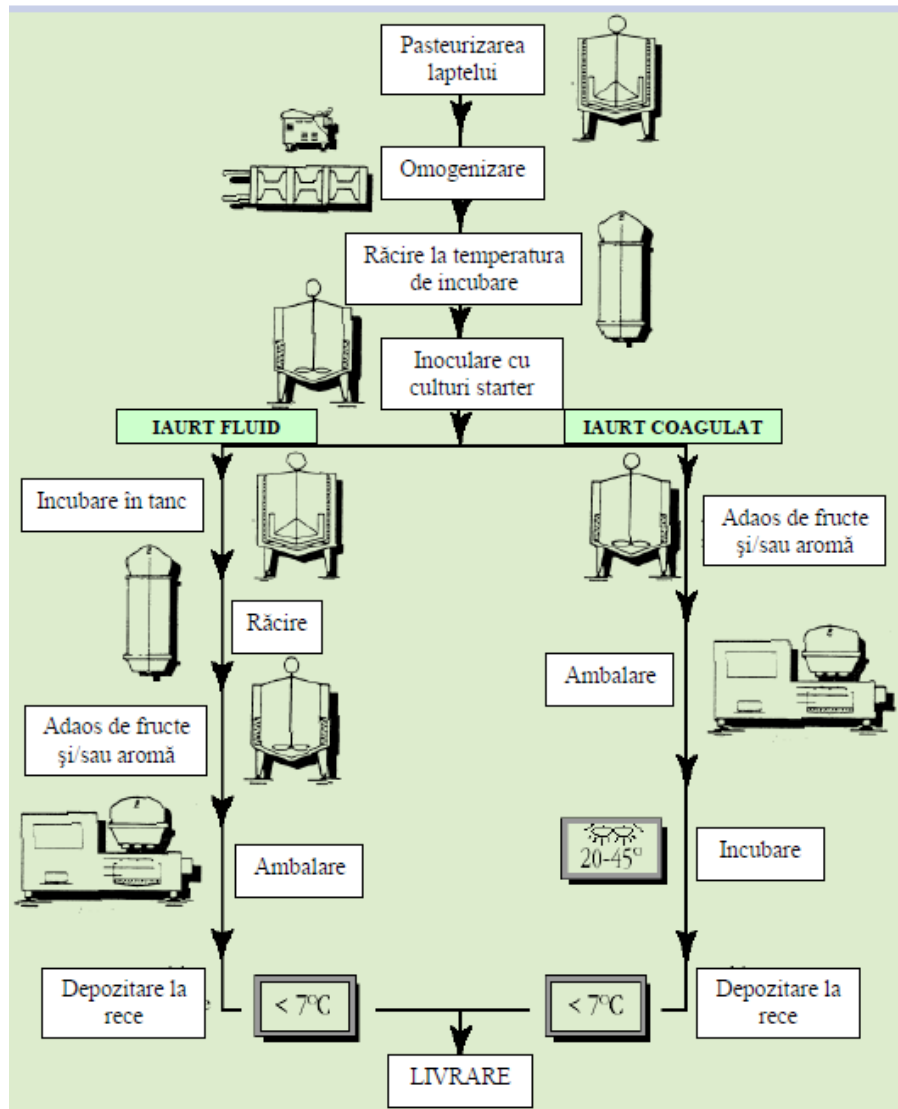 Pasteurizarea
laptelui
Omogenizare
Răcire la temperatura
de incubare
Inoculare cu
culturi starter
IAURT FLUID
IAURT COAGULAT
Incubare în tanc
Adaos de fructe
şi/sau aromă
Răcire
Ambalare
Adaos de fructe
şi/sau aromă
20-45°
Incubare
Ambalare
Depozitare la
rece
< 7°C
< 7°C
Depozitare la
rece
LIVRARE